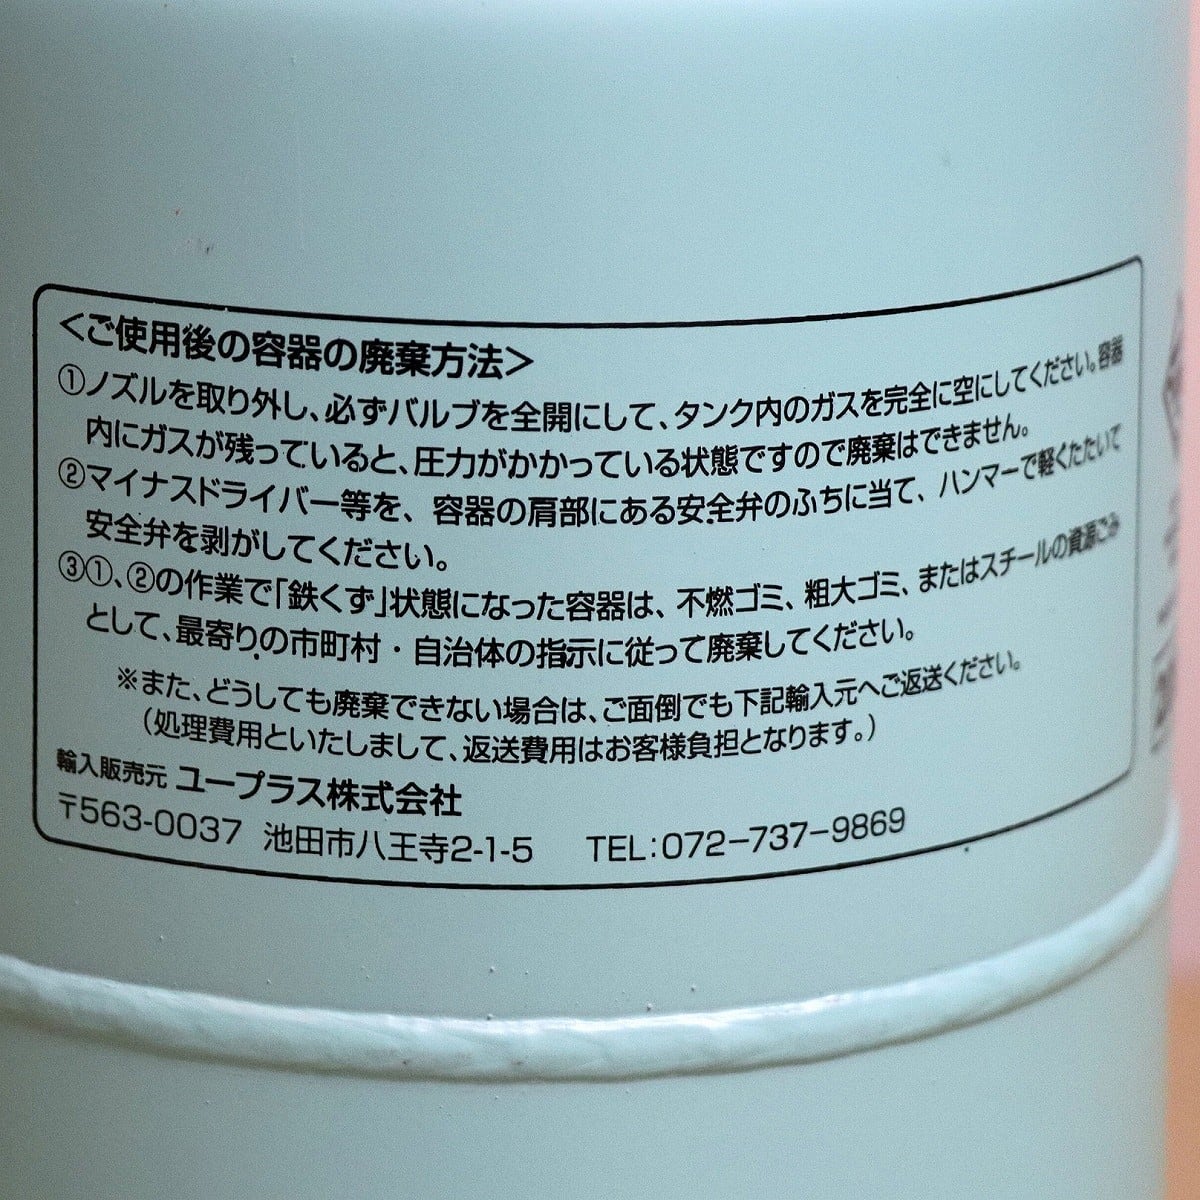 ＜ご使用後の容器の廃棄方法＞
①ノズルを取り外し、必ずバルブを全開にして、タンク内のガスを完全に空にしてください。容器
内にガスが残っていると、圧力がかかっている状態ですので廃棄はできません。
②マイナスドライバー等を、容器の肩部にある安全弁のふちに当て、ハンマーで軽くたたいて
安全弁を剥がしてください。
③①、②の作業で「鉄くず」状態になった容器は、不燃ゴミ、粗大ゴミ、またはスチールの資源ごみ
として、最寄りの市町村・自治体の指示に従って廃棄してください。
※また、どうしても廃棄できない場合は、ご面倒でも下記輸入元へご返送ください。
（処理費用といたしまして、返送費用はお客様負担となります。）
輸入販売元 ユープラス株式会社
〒563-0037 池田市八王寺2-1-5 TEL:072-737-9869